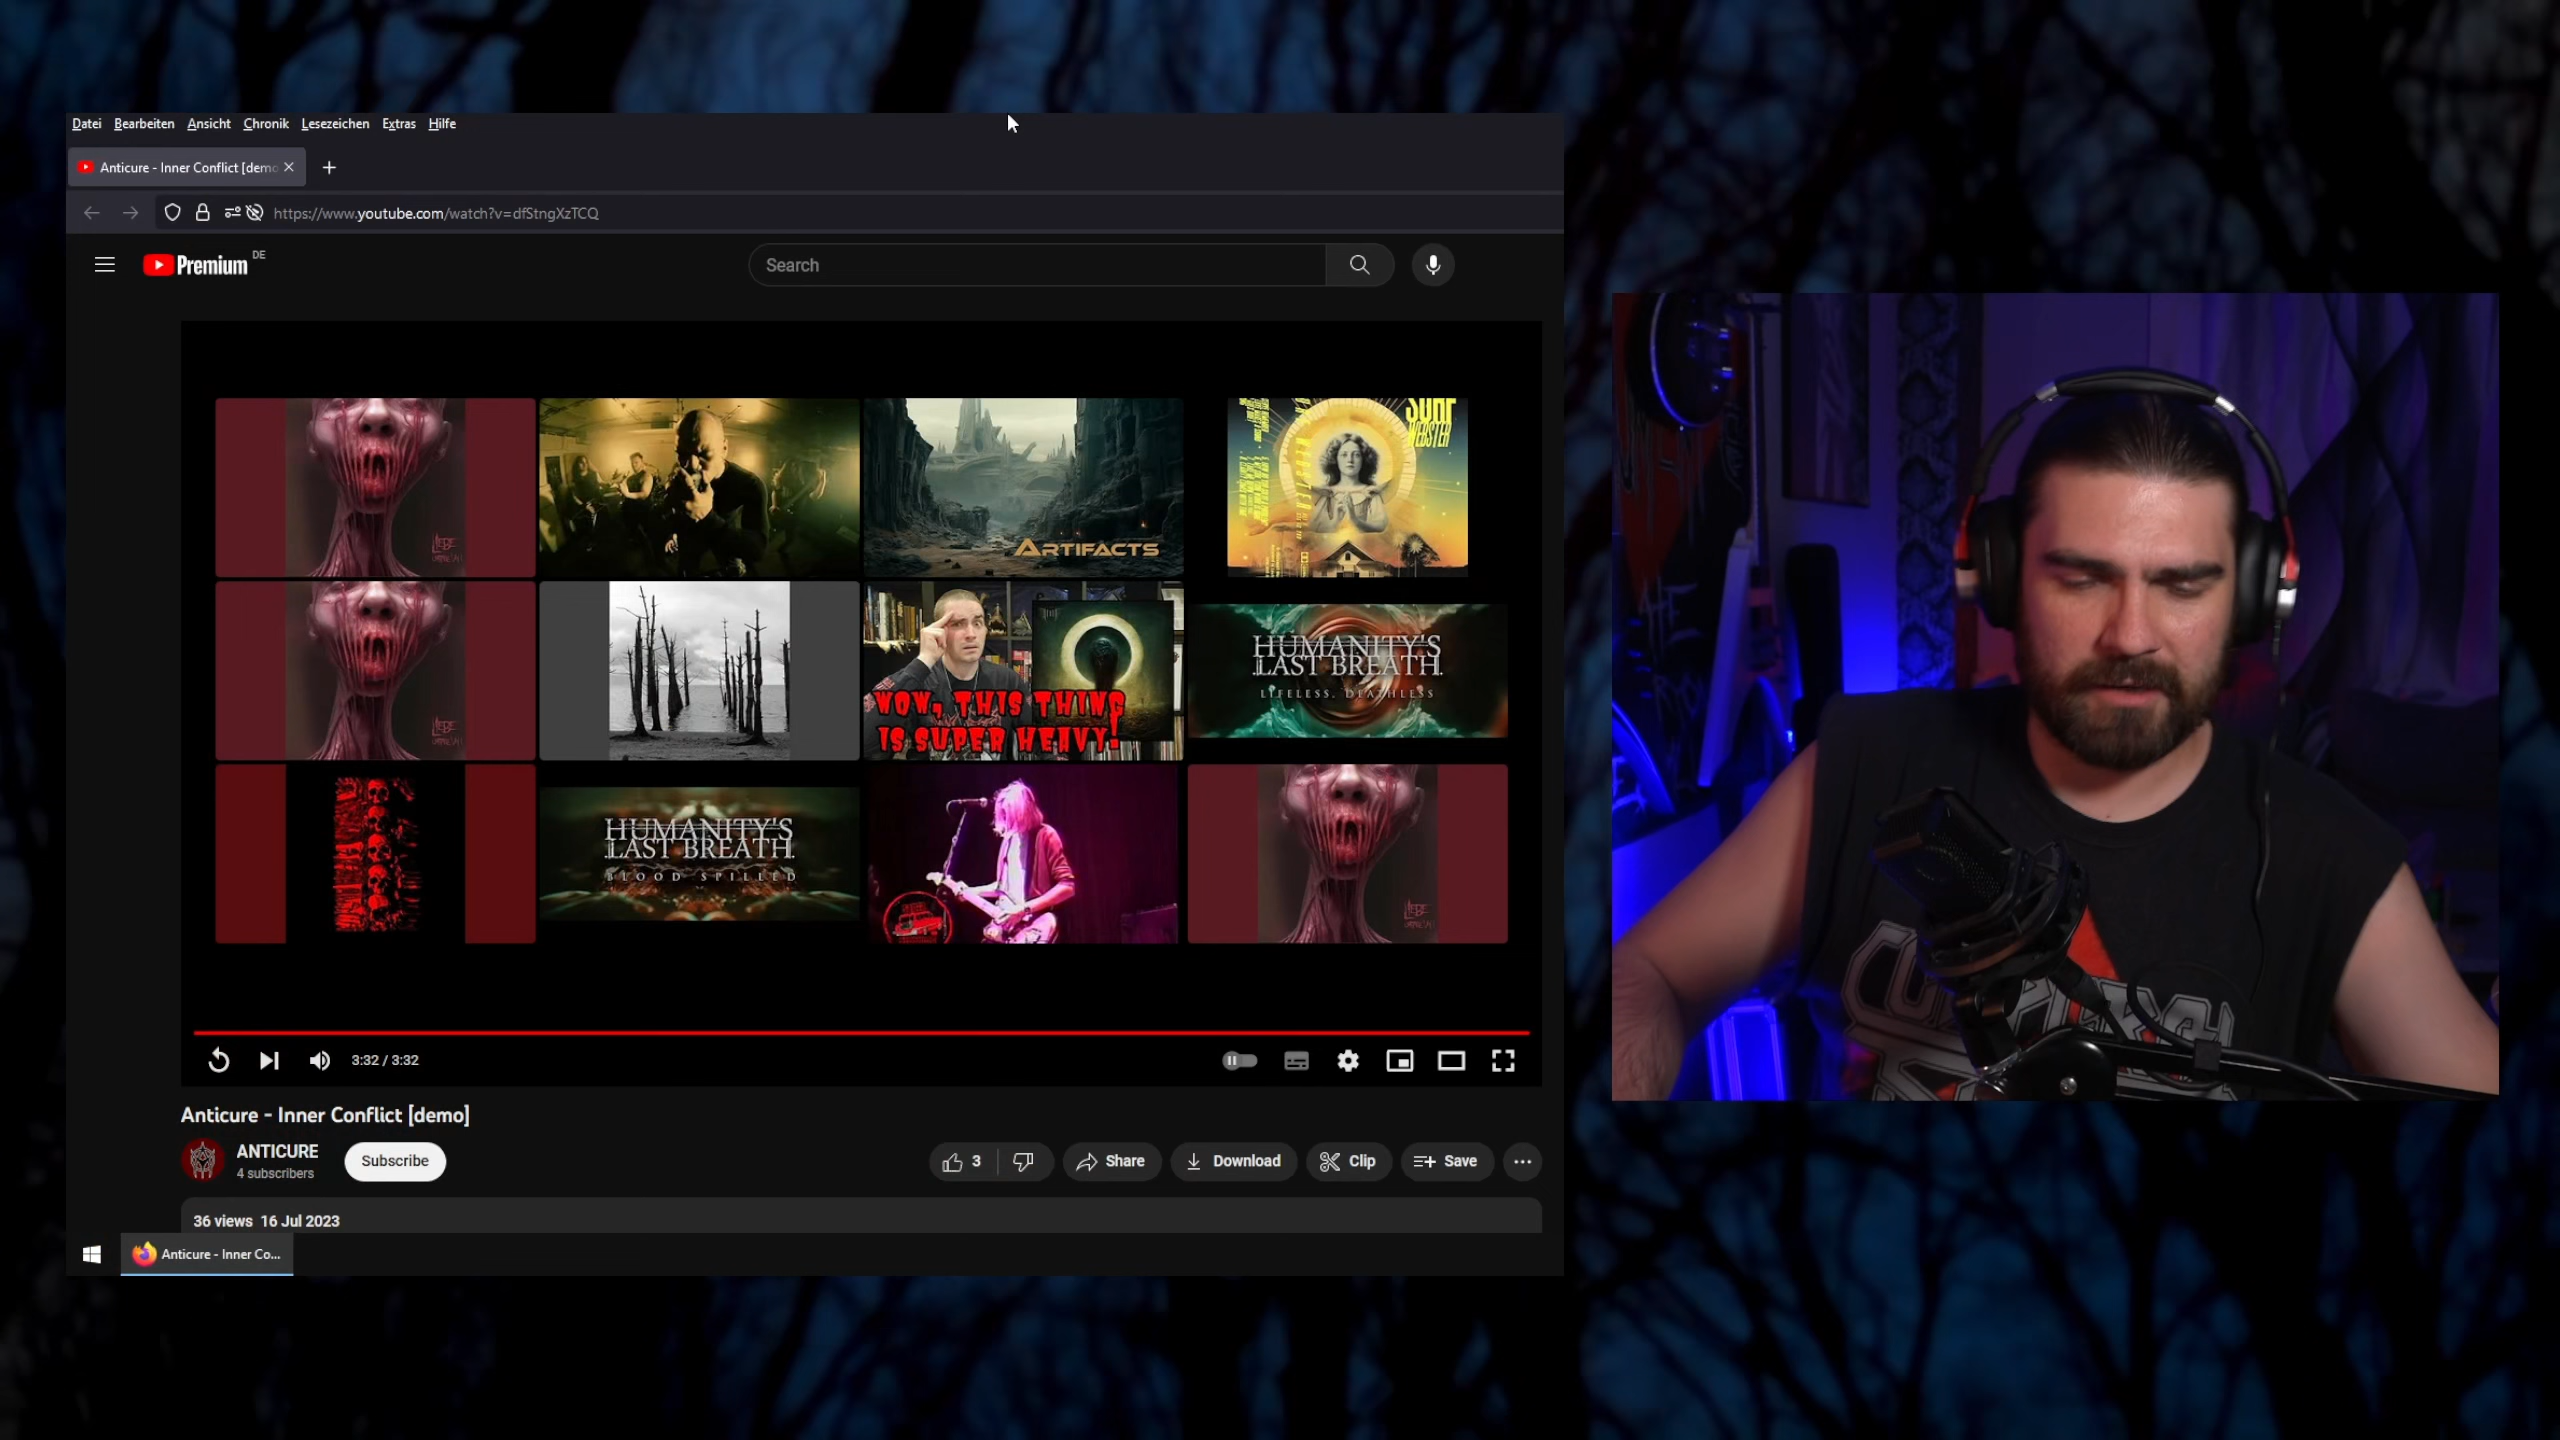 Datei Bearbeiten Ansicht Chronik Lesezeichen Extras Hilfe
Anticure - Inner Conflict [demo
https://www.youtube.com/watch?v=dfStngXzTCQ
Premium DE
Search
ARTIFACTS
SURF
WEBSTER
WOW, THIS THING
IS SUPER HEAVY!
HUMANITY'S
LAST BREATH
LIFELESS, DEATHLESS
HUMANITY'S
LAST BREATH
BLOOD SPILLED
3:32 / 3:32
Anticure - Inner Conflict [demo]
ANTICURE
4 subscribers
Subscribe
3
Share
Download
Clip
Save
36 views 16 Jul 2023
Anticure - Inner Co...